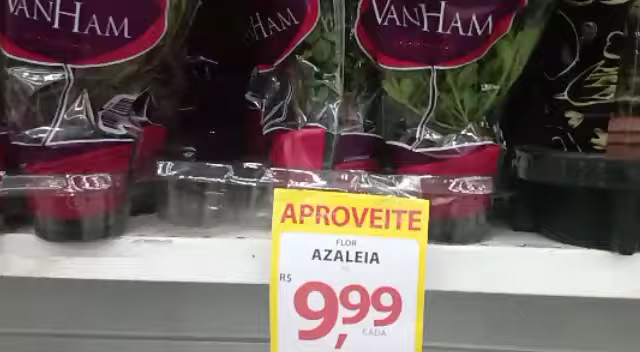 VANHAM
VANHAM
VANHAM
APROVEITE
FLOR
AZALEIA
R$
9,99
CADA